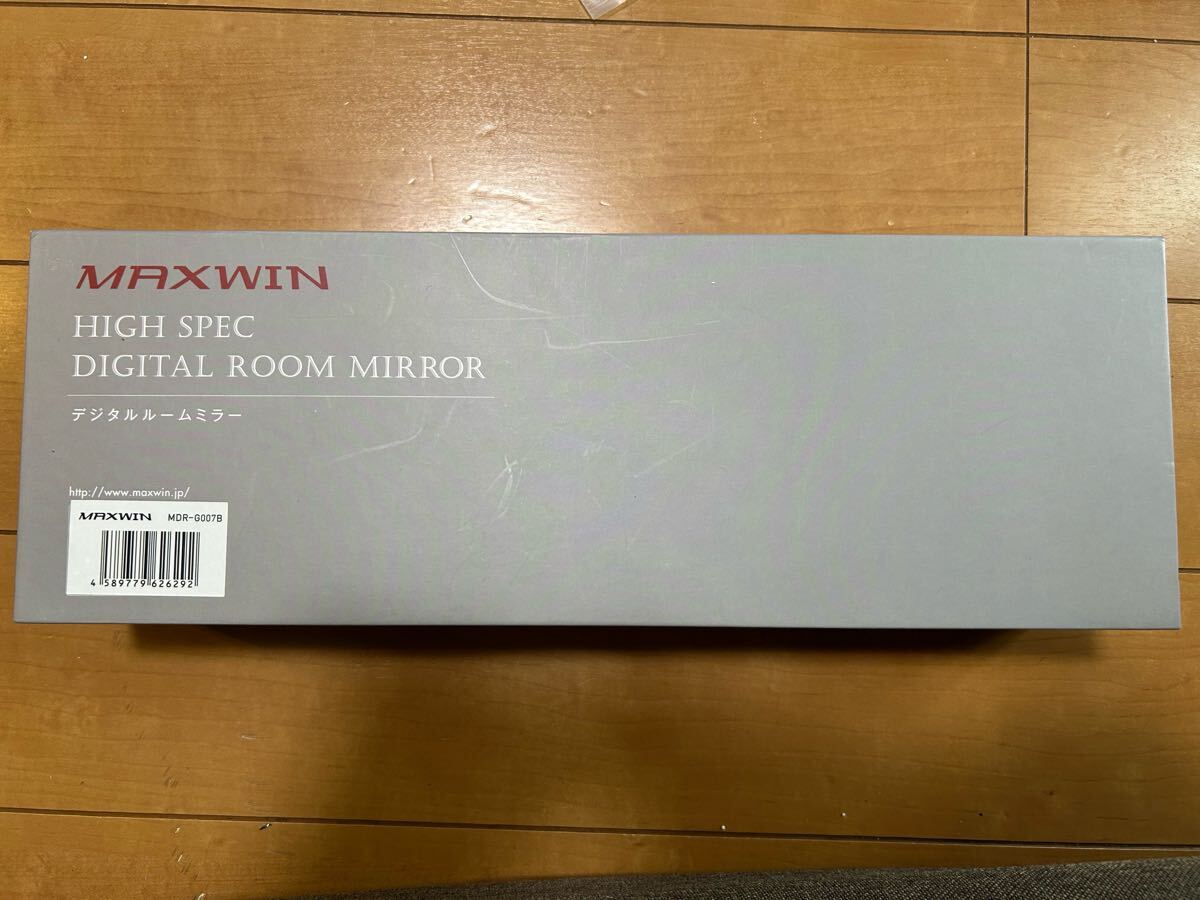 MAXWIN
HIGH SPEC
DIGITAL ROOM MIRROR
デジタルルームミラー
http://www.maxwin.jp/
MAXWIN MDR-G007B
4 589779 626292